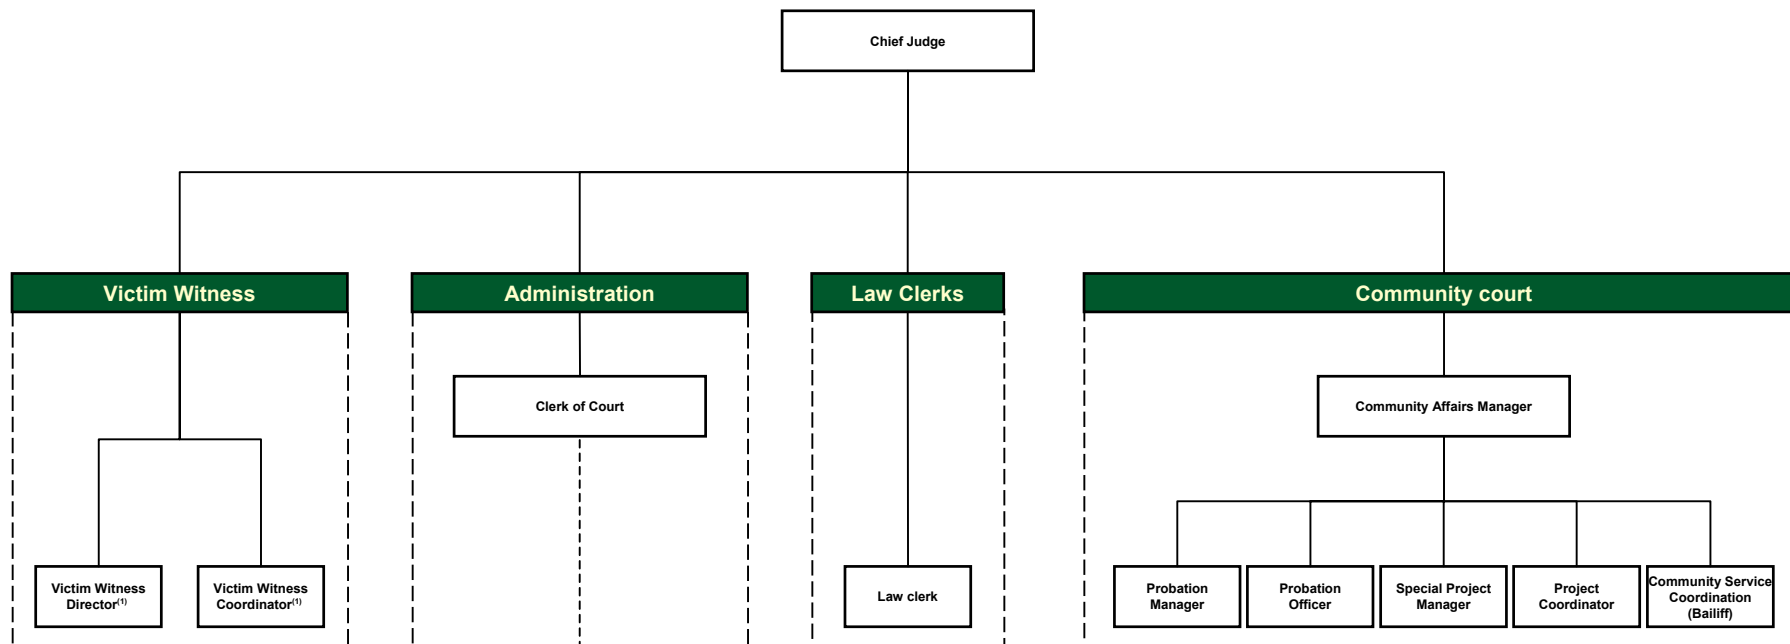 Chief Judge
Victim Witness
Administration
Law Clerks
Community court
Clerk of Court
Community Affairs Manager
Victim Witness
Director(1)
Victim Witness
Coordinator(1)
Law clerk
Probation
Manager
Probation
Officer
Special Project
Manager
Project
Coordinator
Community Service
Coordination
(Bailiff)